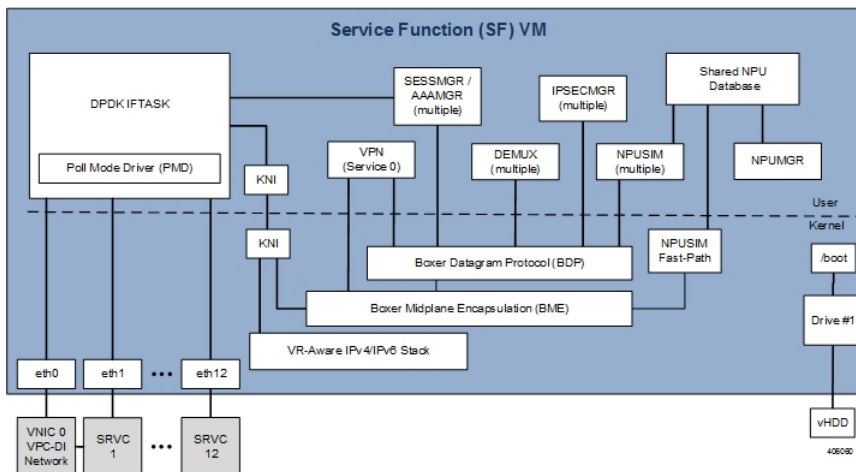 Service Function (SF) VM
DPDK IFTASK
Poll Mode Driver (PMD)
SESSMGR /
AAAMGR
(multiple)
IPSECMGR
(multiple)
Shared NPU
Database
KNI
VPN
(Service 0)
DEMUX
(multiple)
NPUSIM
(multiple)
NPUMGR
User
Kernel
KNI
Boxer Datagram Protocol (BDP)
NPUSIM
Fast-Path
/boot
Boxer Midplane Encapsulation (BME)
Drive #1
VR-Aware IPv4/IPv6 Stack
eth0
eth1
•••
eth12
VNIC 0
VPC-DI
Network
SRVC
1
•••
SRVC
12
vHDD
406060